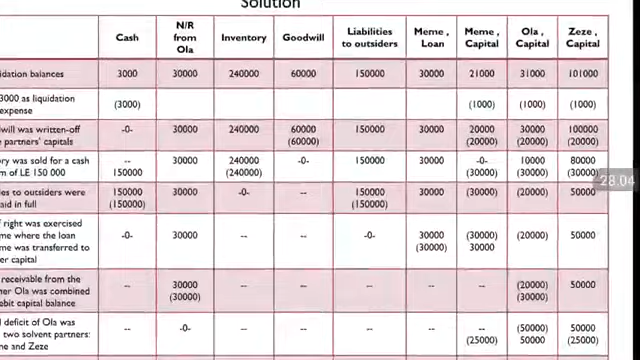 Solution
Cash N/R from Ola Inventory Goodwill Liabilities to outsiders Meme , Loan Meme , Capital Ola , Capital Zeze , Capital
idation balances 3000 30000 240000 60000 150000 30000 21000 31000 101000
3000 as liquidation expense (3000) (1000) (1000) (1000)
dwill was written-off partners' capitals -0- 30000 240000 60000 150000 30000 20000 30000 100000
(60000) (20000) (20000) (20000)
ry was sold for a cash m of LE 150 000 -- 30000 240000 -0- 150000 30000 -0- 10000 80000
150000 (240000) (30000) (30000) (30000)
28.04
es to outsiders were aid in full 150000 30000 -0- -- 150000 30000 (30000) (20000) 50000
(150000) (150000)
f right was exercised me where the loan me was transferred to er capital -0- 30000 -- -- -0- 30000 (30000) (20000) 50000
(30000) 30000
receivable from the ner Ola was combined ebit capital balance -- 30000 -- -- -- -- -- (20000) 50000
(30000) (30000)
l deficit of Ola was two solvent partners: me and Zeze -- -0- -- -- -- -- -- (50000) 50000
(25000) 50000 (25000)